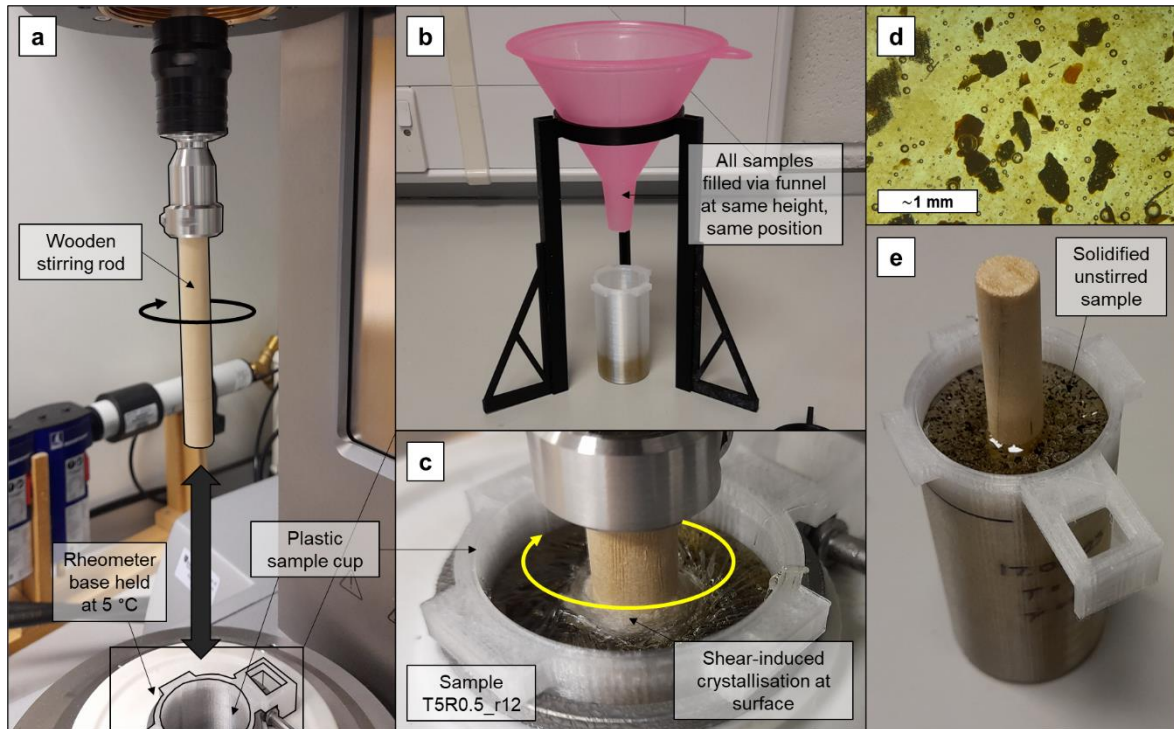 a
Wooden
stirring rod
Rheometer
base held
at 5 °C
Plastic
sample cup
b
All samples
filled via funnel
at same height,
same position
c
Sample
T5R0.5_r12
Shear-induced
crystallisation at
surface
d
~1 mm
e
Solidified
unstirred
sample